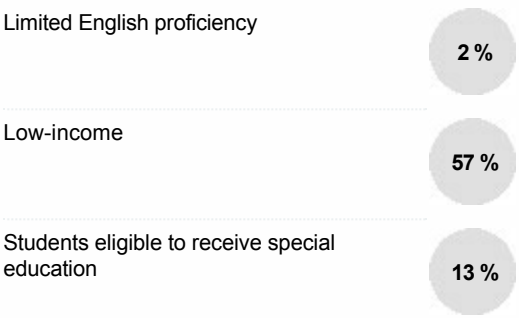 Limited English proficiency
2 %
Low-income
57 %
Students eligible to receive special
education
13 %